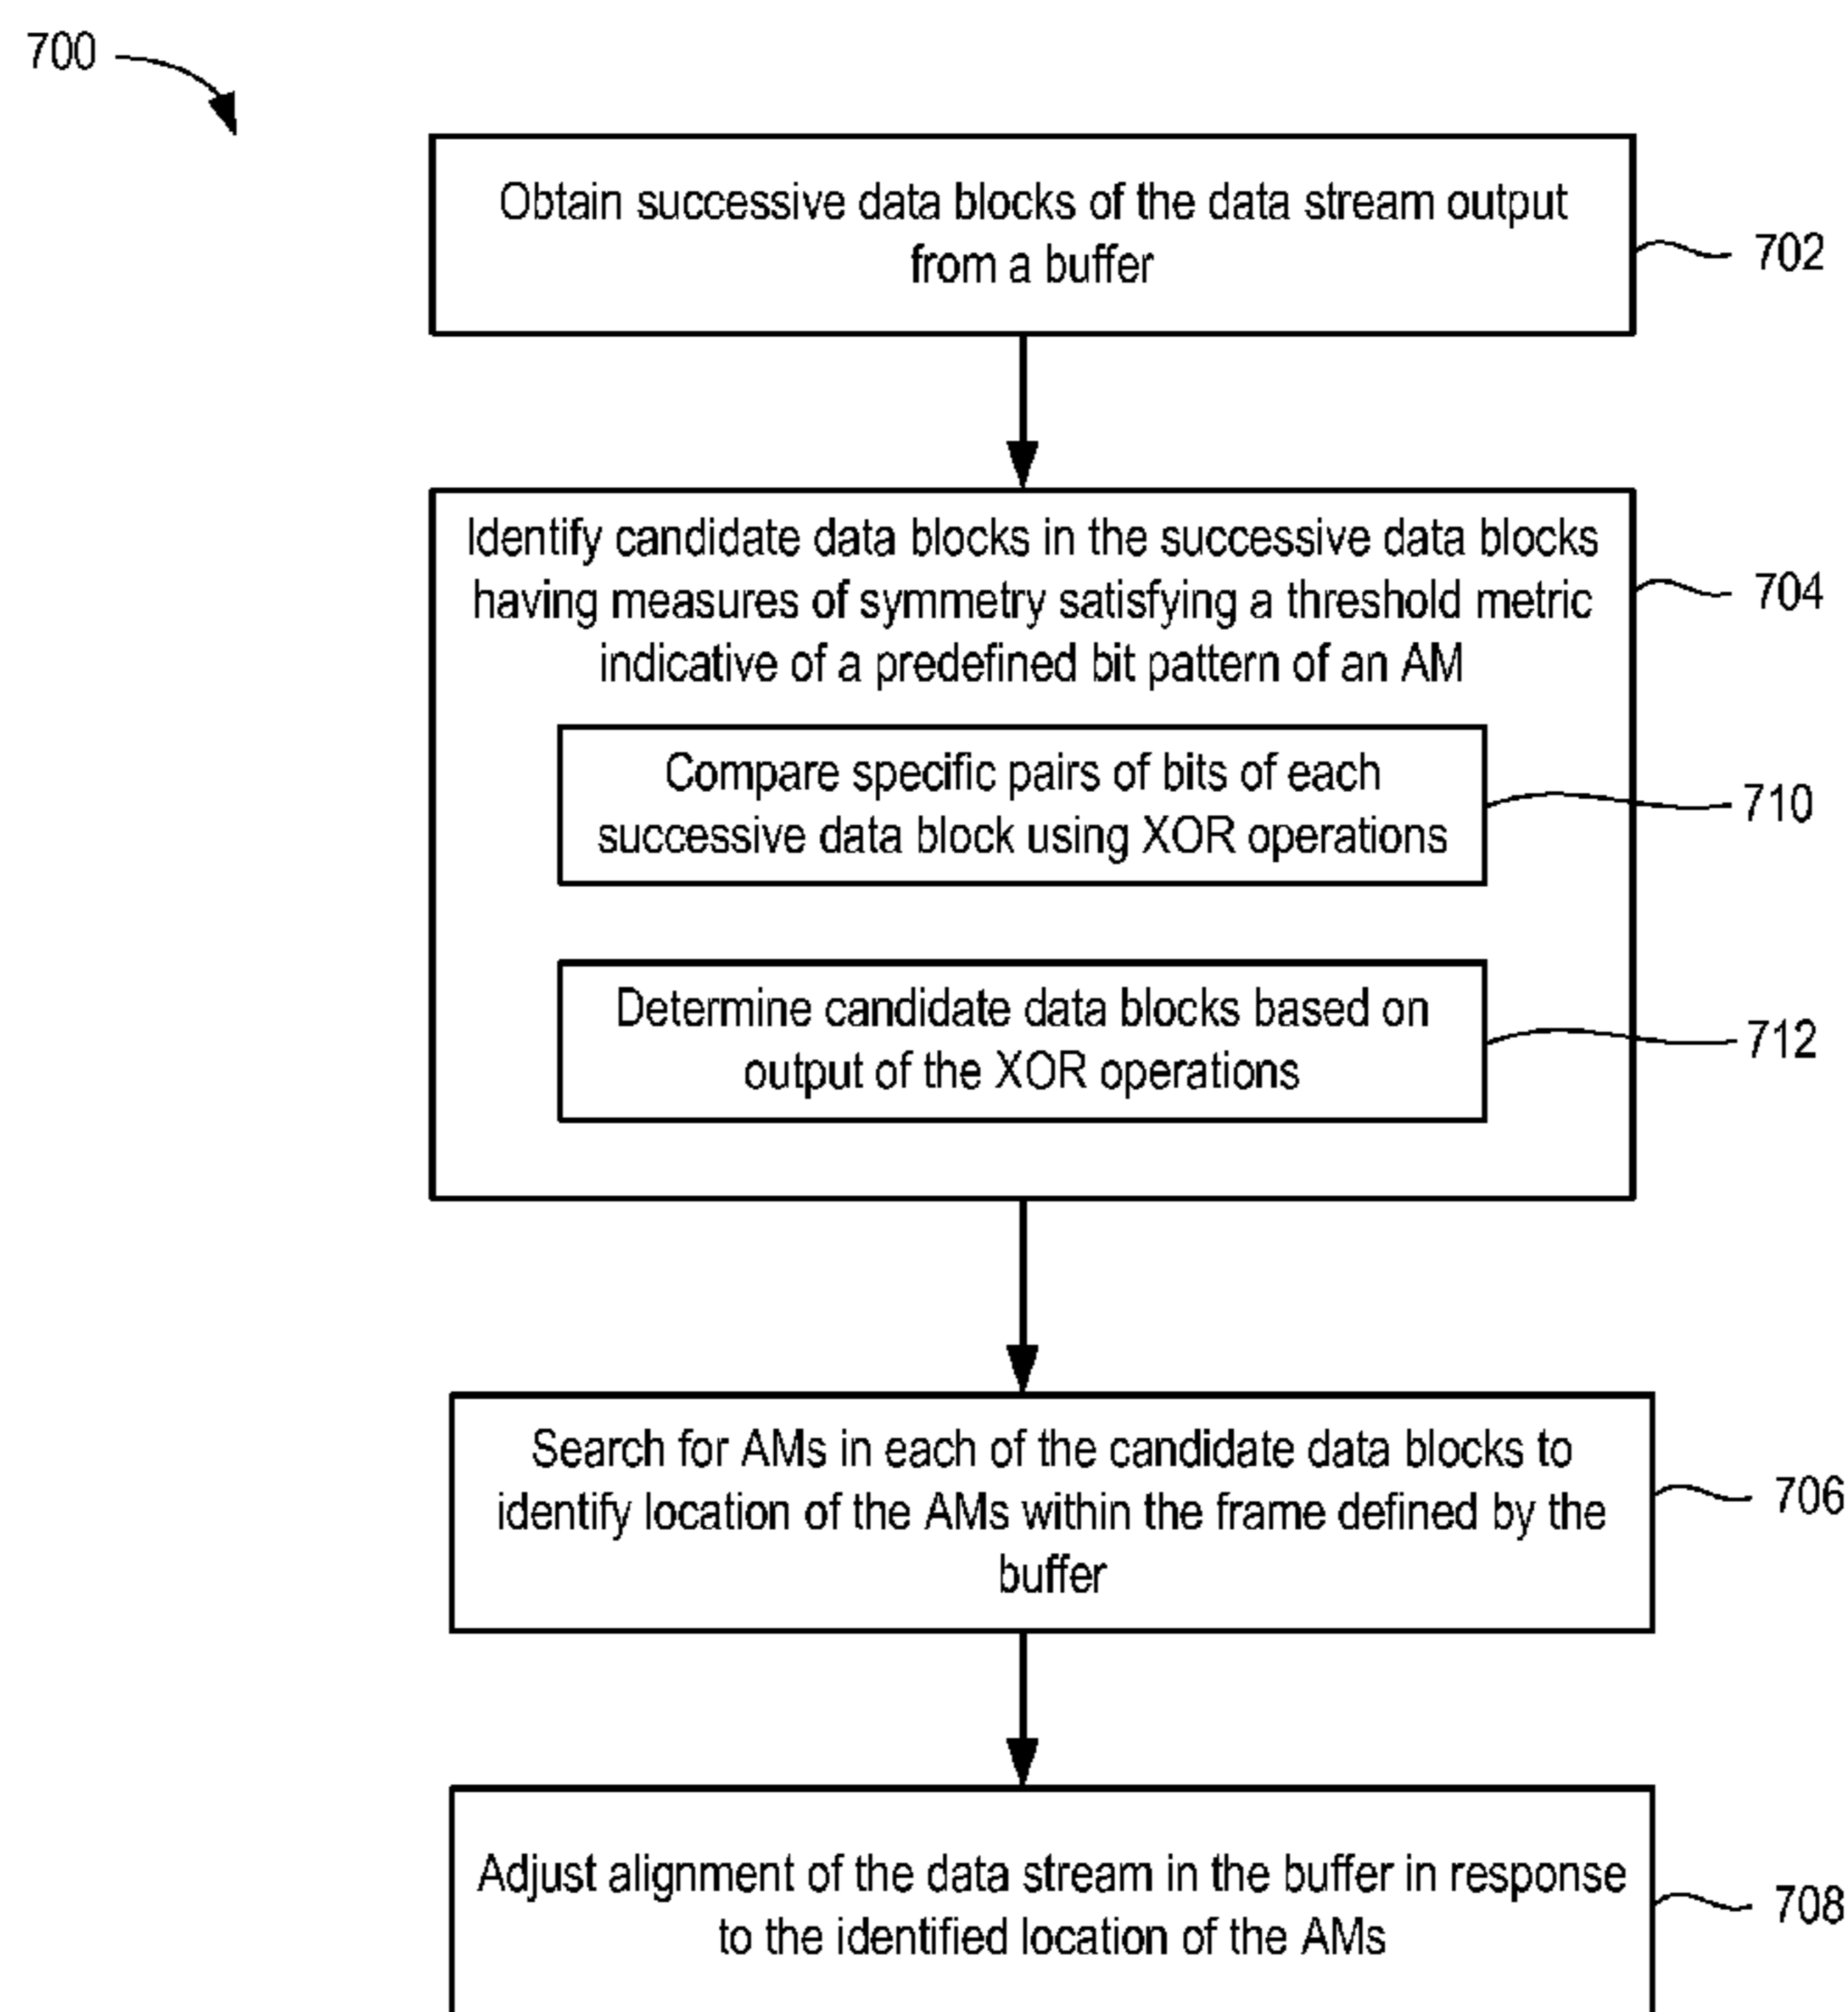 700
Obtain successive data blocks of the data stream output
from a buffer
702
Identify candidate data blocks in the successive data blocks
having measures of symmetry satisfying a threshold metric
indicative of a predefined bit pattern of an AM
704
Compare specific pairs of bits of each
successive data block using XOR operations
710
Determine candidate data blocks based on
output of the XOR operations
712
Search for AMs in each of the candidate data blocks to
identify location of the AMs within the frame defined by the
buffer
706
Adjust alignment of the data stream in the buffer in response
to the identified location of the AMs
708